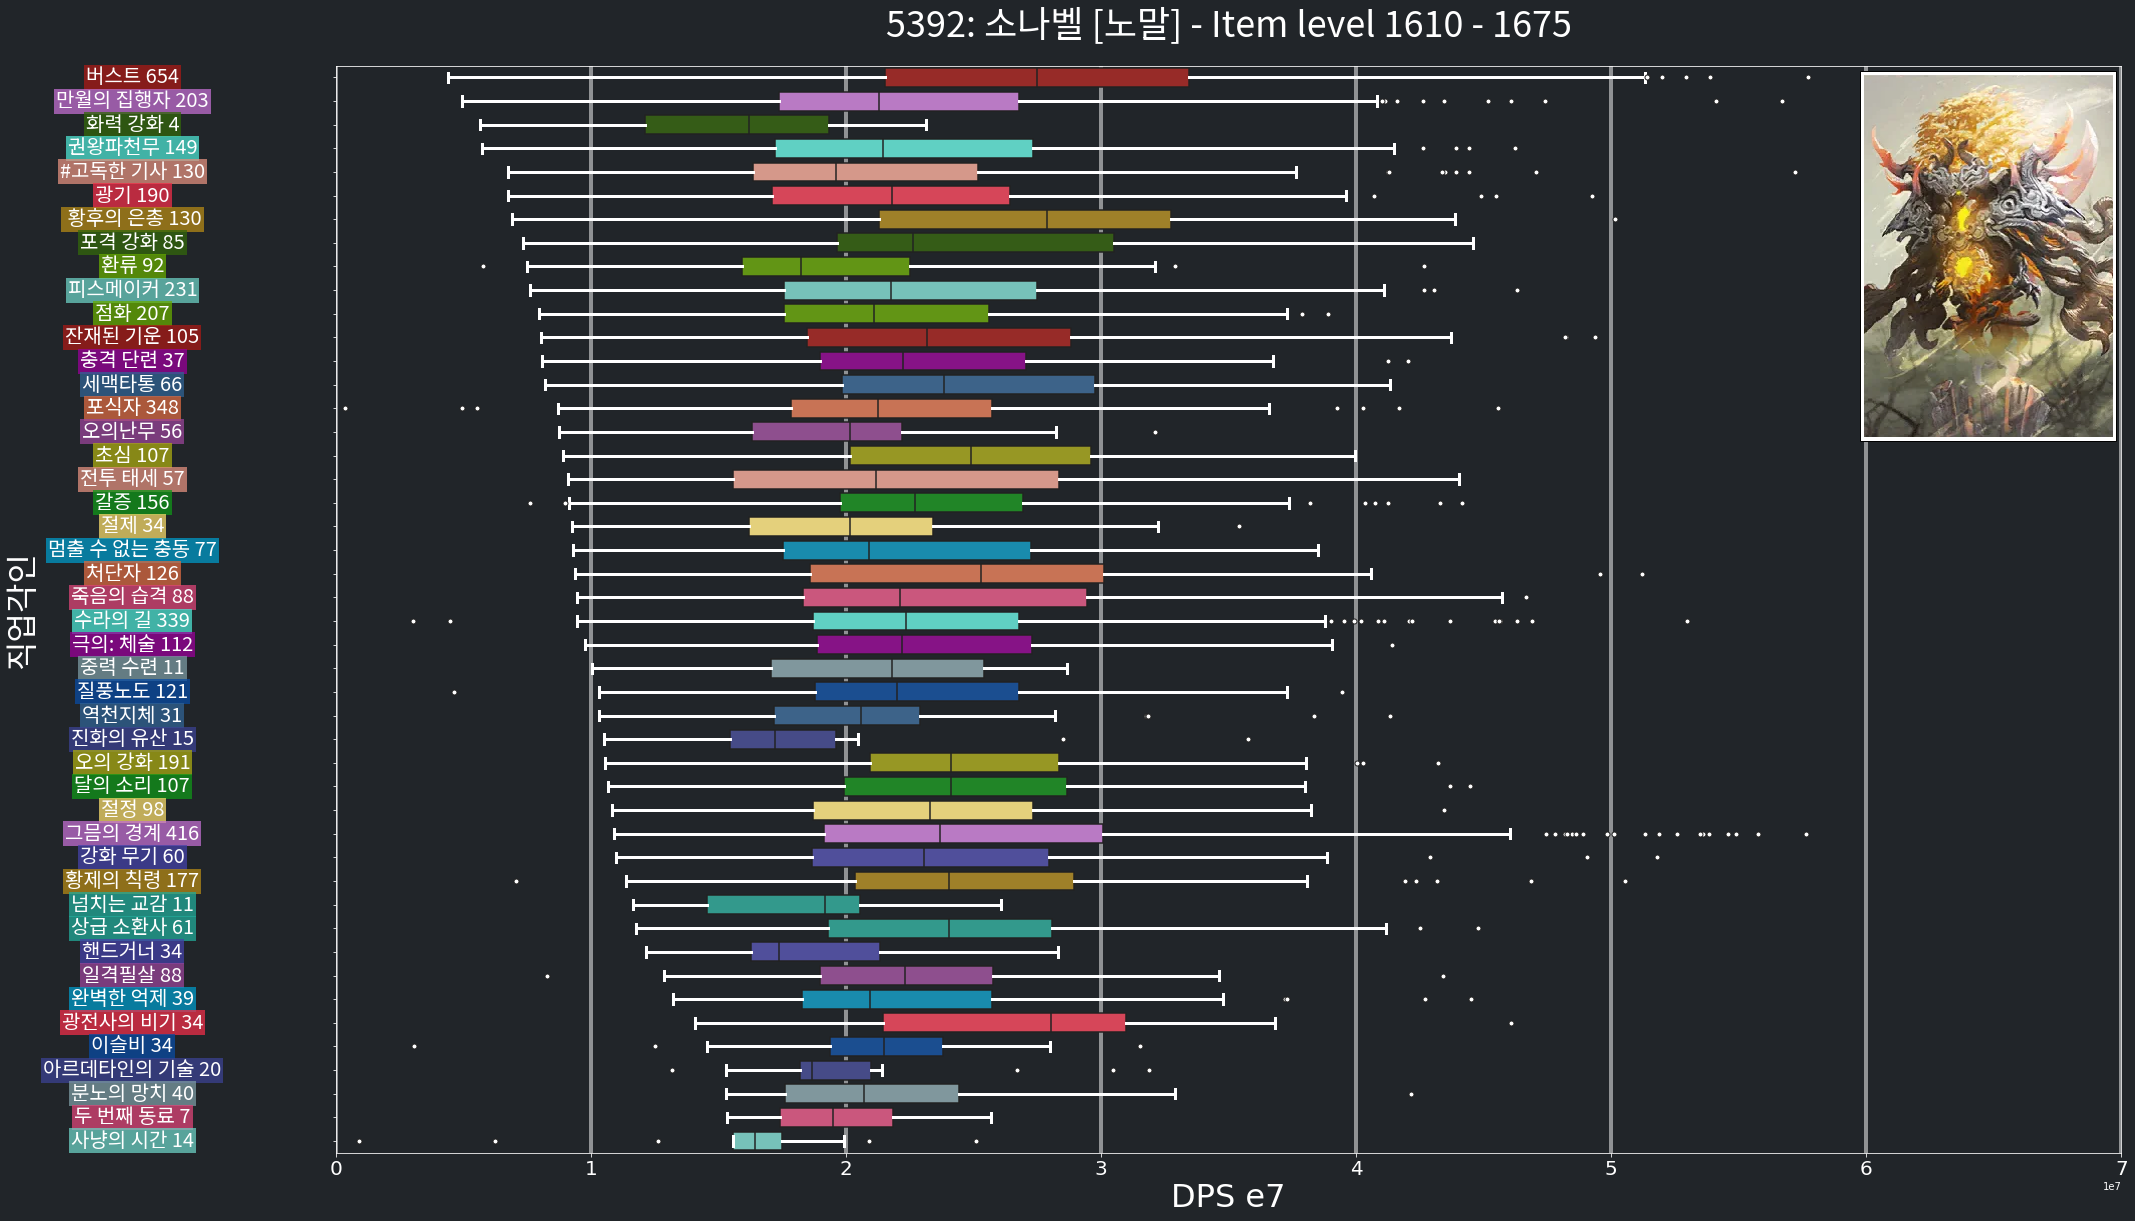 5392: 소나벨 [노말] - Item level 1610 - 1675
버스트 654
만월의 집행자 203
화력 강화 4
권왕파천무 149
#고독한 기사 130
광기 190
황후의 은총 130
포격 강화 85
환류 92
피스메이커 231
점화 207
잔재된 기운 105
충격 단련 37
세맥타통 66
포식자 348
오의난무 56
초심 107
전투 태세 57
갈증 156
절제 34
멈출 수 없는 충동 77
처단자 126
죽음의 습격 88
수라의 길 339
극의: 체술 112
중력 수련 11
질풍노도 121
역천지체 31
진화의 유산 15
오의 강화 191
달의 소리 107
절정 98
그믐의 경계 416
강화 무기 60
황제의 칙령 177
넘치는 교감 11
상급 소환사 61
핸드거너 34
일격필살 88
완벽한 억제 39
광전사의 비기 34
이슬비 34
아르데타인의 기술 20
분노의 망치 40
두 번째 동료 7
사냥의 시간 14
직업각인
0 1 2 3 4 5 6 7
1e7
DPS e7